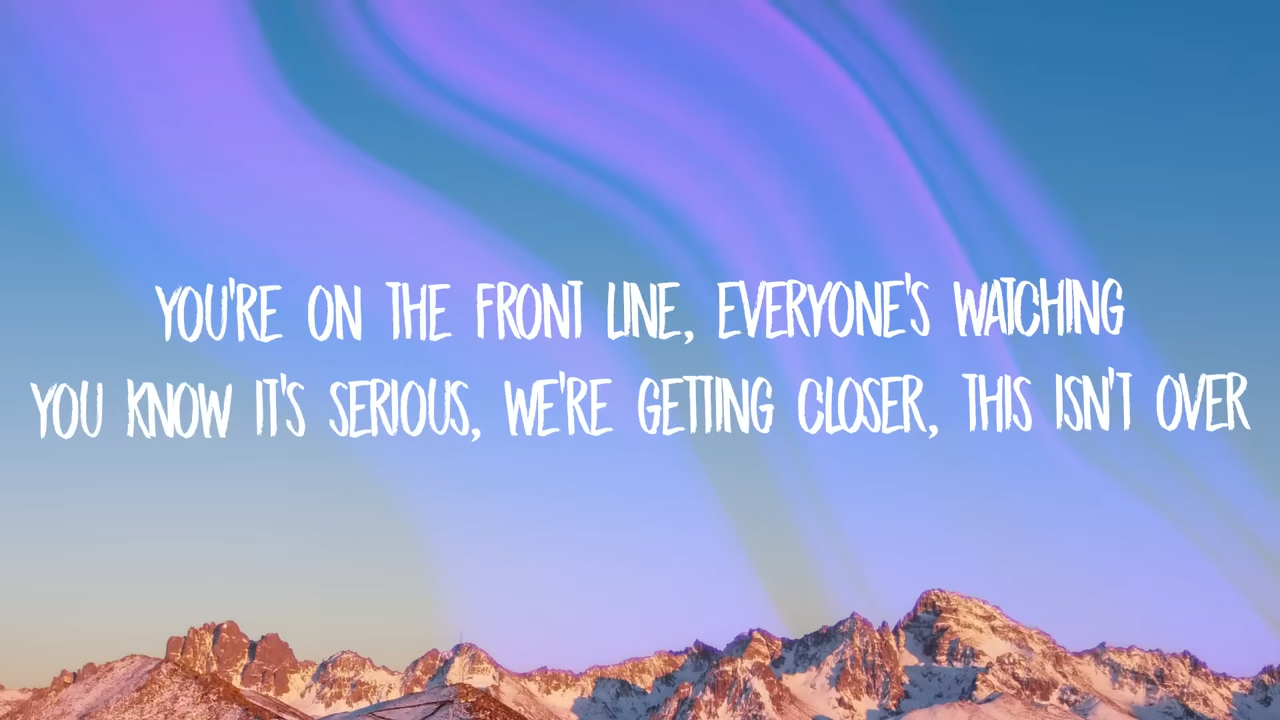 YOU'RE ON THE FRONT LINE, EVERYONE'S WATCHING
YOU KNOW IT'S SERIOUS, WE'RE GETTING CLOSER, THIS ISN'T OVER